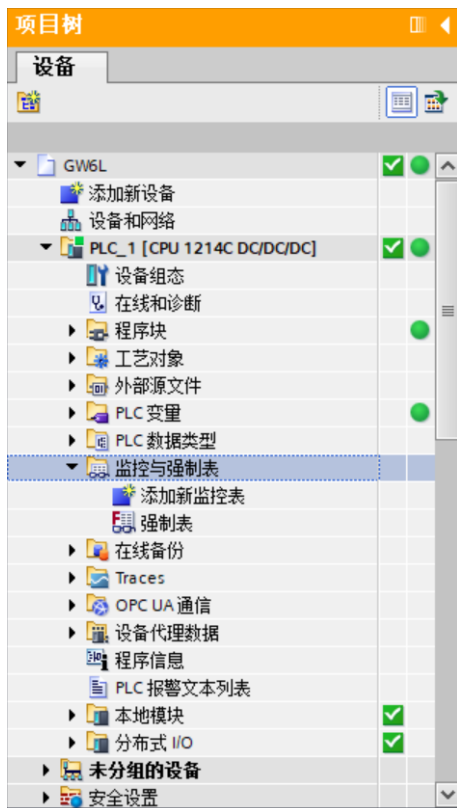 项目树
设备
GW6L
添加新设备
设备和网络
PLC_1 [CPU 1214C DC/DC/DC]
设备组态
在线和诊断
程序块
工艺对象
外部源文件
PLC 变量
PLC 数据类型
监控与强制表
添加新监控表
强制表
在线备份
Traces
OPC UA 通信
设备代理数据
程序信息
PLC 报警文本列表
本地模块
分布式 I/O
未分组的设备
安全设置